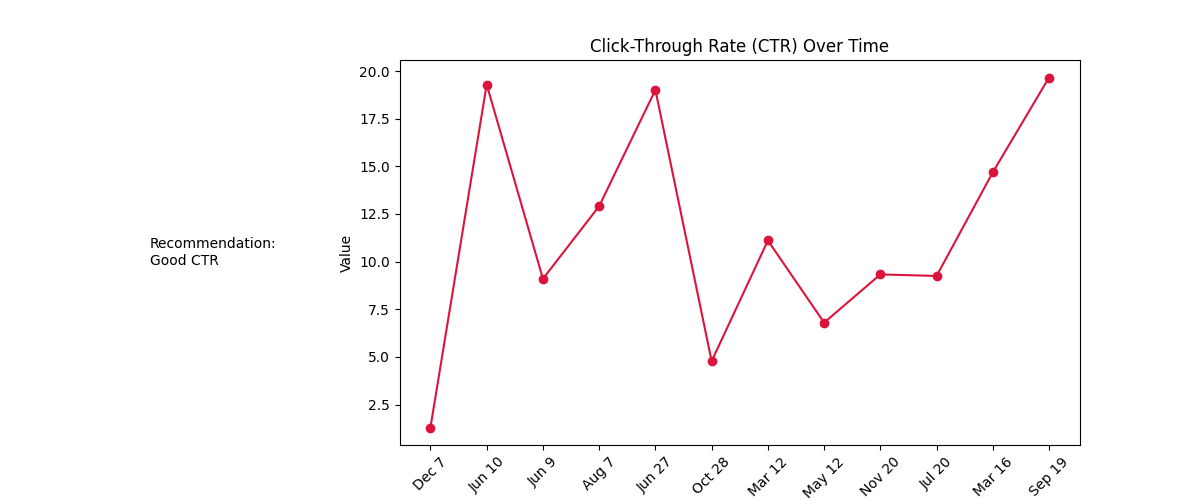 Click-Through Rate (CTR) Over Time
Recommendation:
Good CTR
Value
20.0
17.5
15.0
12.5
10.0
7.5
5.0
2.5
Dec 7
Jun 10
Jun 9
Aug 7
Jun 27
Oct 28
Mar 12
May 12
Nov 20
Jul 20
Mar 16
Sep 19